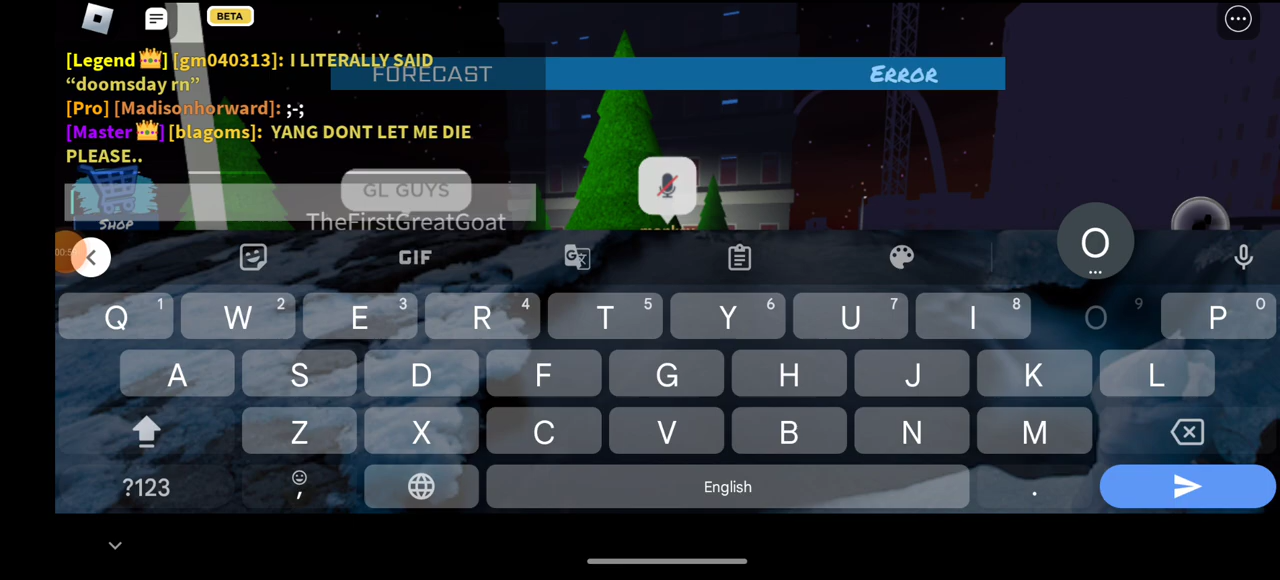 BETA
[Legend 👑] [gm040313]: I LITERALLY SAID
“doomsday rn”
[Pro] [Madisonhorward]: ;-;
[Master 👑] [blagoms]: YANG DONT LET ME DIE
PLEASE..
FORECAST
ERROR
GL GUYS
TheFirstGreatGoat
SHOP
GIF
O
Q 1 W 2 E 3 R 4 T 5 Y 6 U 7 I 8 O 9 P 0
A S D F G H J K L
Z X C V B N M
?123 , English .